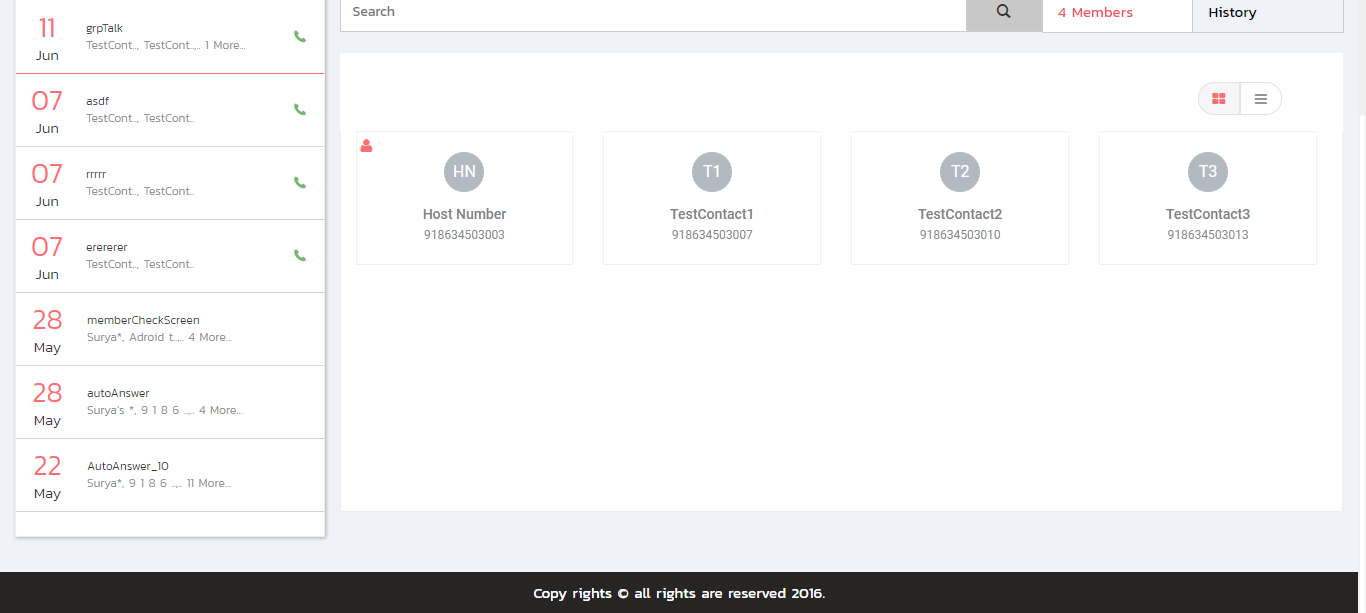 11
Jun
grpTalk
TestCont.., TestCont..,.. 1 More...
07
Jun
asdf
TestCont.., TestCont..
07
Jun
rrrrr
TestCont.., TestCont..
07
Jun
erererer
TestCont.., TestCont..
28
May
memberCheckScreen
Surya*, Adroid t..,.. 4 More...
28
May
autoAnswer
Surya's *, 9 1 8 6 ..,.. 4 More...
22
May
AutoAnswer_10
Surya*, 9 1 8 6 ..,.. 11 More...
Search
4 Members
History
HN
Host Number
918634503003
T1
TestContact1
918634503007
T2
TestContact2
918634503010
T3
TestContact3
918634503013
Copy rights © all rights are reserved 2016.